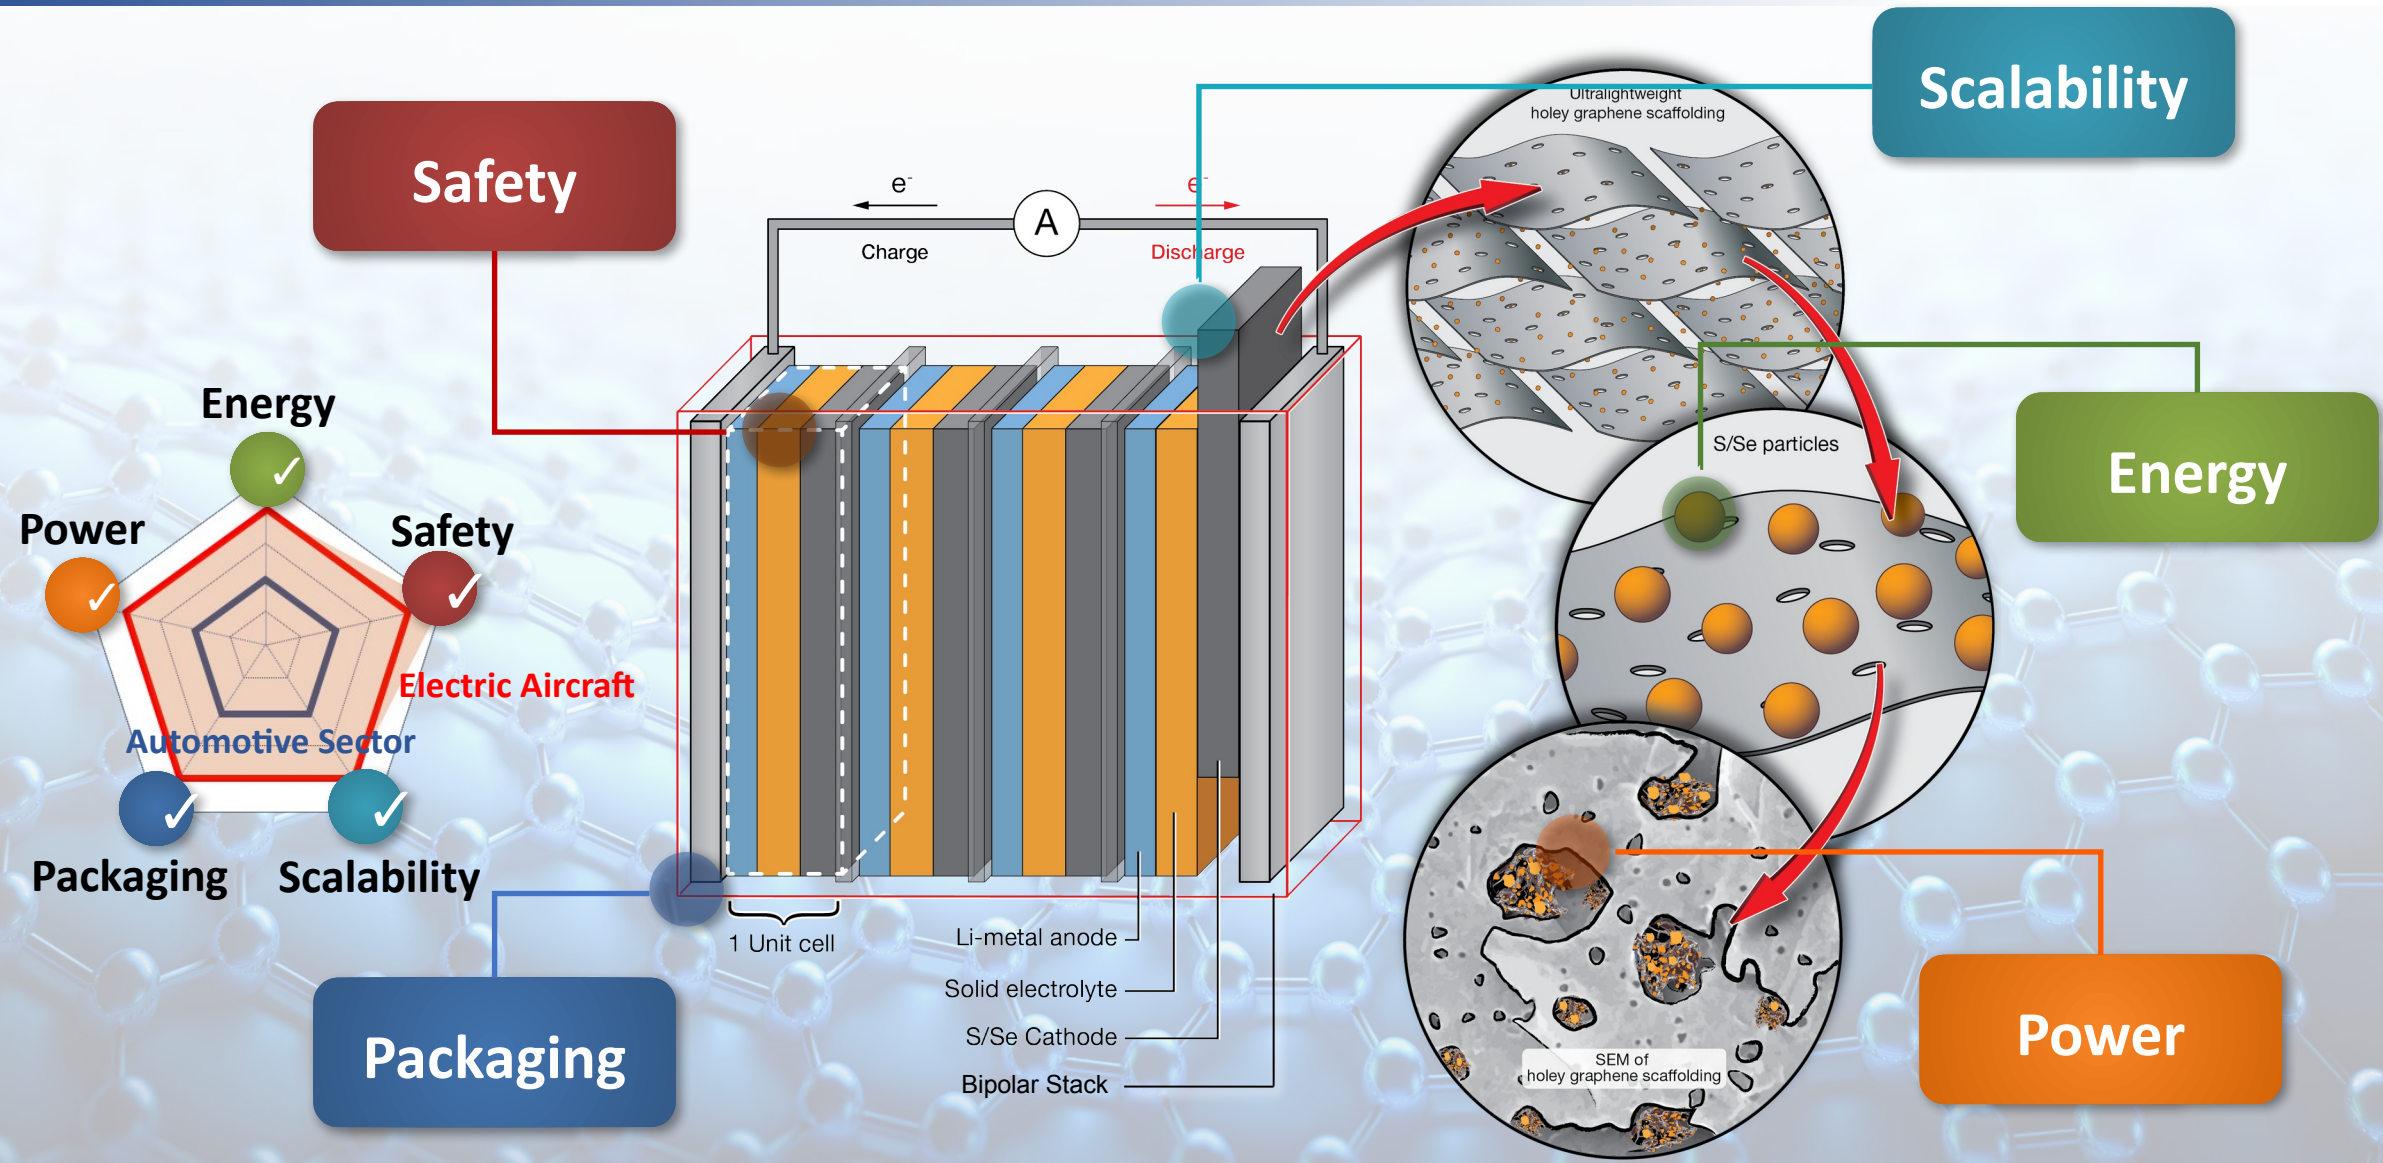 Scalability
Ultralightweight
holey graphene scaffolding
Safety
e-
e-
A
Charge
Discharge
Energy
Power
Safety
Electric Aircraft
Automotive Sector
Packaging
Scalability
S/Se particles
Energy
1 Unit cell
Li-metal anode
Solid electrolyte
S/Se Cathode
Bipolar Stack
Packaging
SEM of
holey graphene scaffolding
Power